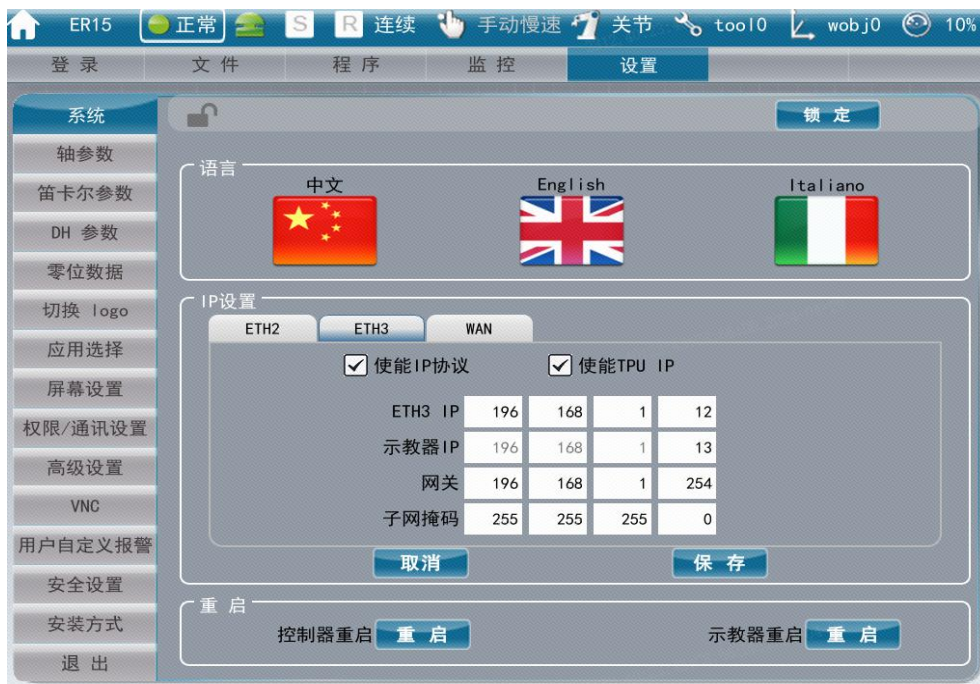 ER15 正常 S R 连续 手动慢速 关节 tool0 wobj0 10%
登 录 文 件 程 序 监 控 设置
系统
轴参数
笛卡尔参数
DH 参数
零位数据
切换 logo
应用选择
屏幕设置
权限/通讯设置
高级设置
VNC
用户自定义报警
安全设置
安装方式
退 出
锁 定
语言
中文 English Italiano
IP设置
ETH2 ETH3 WAN
使能IP协议 使能TPU IP
ETH3 IP 196 168 1 12
示教器IP 196 168 1 13
网关 196 168 1 254
子网掩码 255 255 255 0
取消 保 存
重 启
控制器重启 重 启 示教器重启 重 启